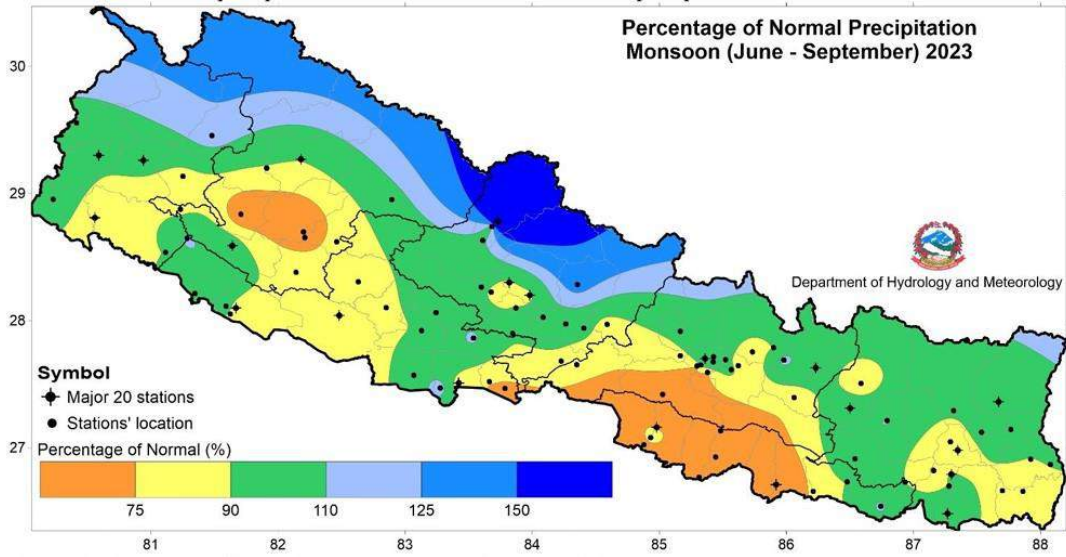 Percentage of Normal Precipitation
Monsoon (June - September) 2023
30
29
28
27
Department of Hydrology and Meteorology
Symbol
Major 20 stations
Stations' location
Percentage of Normal (%)
75 90 110 125 150
81 82 83 84 85 86 87 88